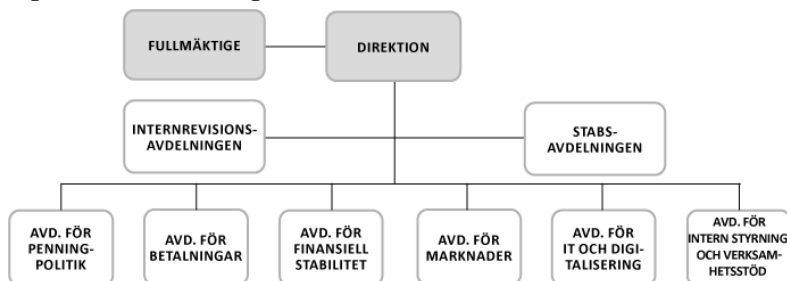 FULLMÄKTIGE
DIREKTION
INTERNREVISIONS-
AVDELNINGEN
STABS-
AVDELNINGEN
AVD. FÖR
PENNING-
POLITIK
AVD. FÖR
BETALNINGAR
AVD. FÖR
FINANSIELL
STABILITET
AVD. FÖR
MARKNADER
AVD. FÖR
IT OCH DIGI-
TALISERING
AVD. FÖR
INTERN STYRNING
OCH VERKSAM-
HETSSTÖD